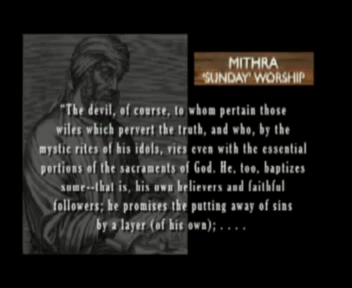 MITHRA
'SUNDAY' WORSHIP
"The devil, of course, to whom pertain those
wiles which pervert the truth, and who, by the
mystic rites of his idols, vies even with the essential
portions of the sacraments of God. He, too, baptizes
some--that is, his own believers and faithful
followers; he promises the putting away of sins
by a layer (of his own); . . . .